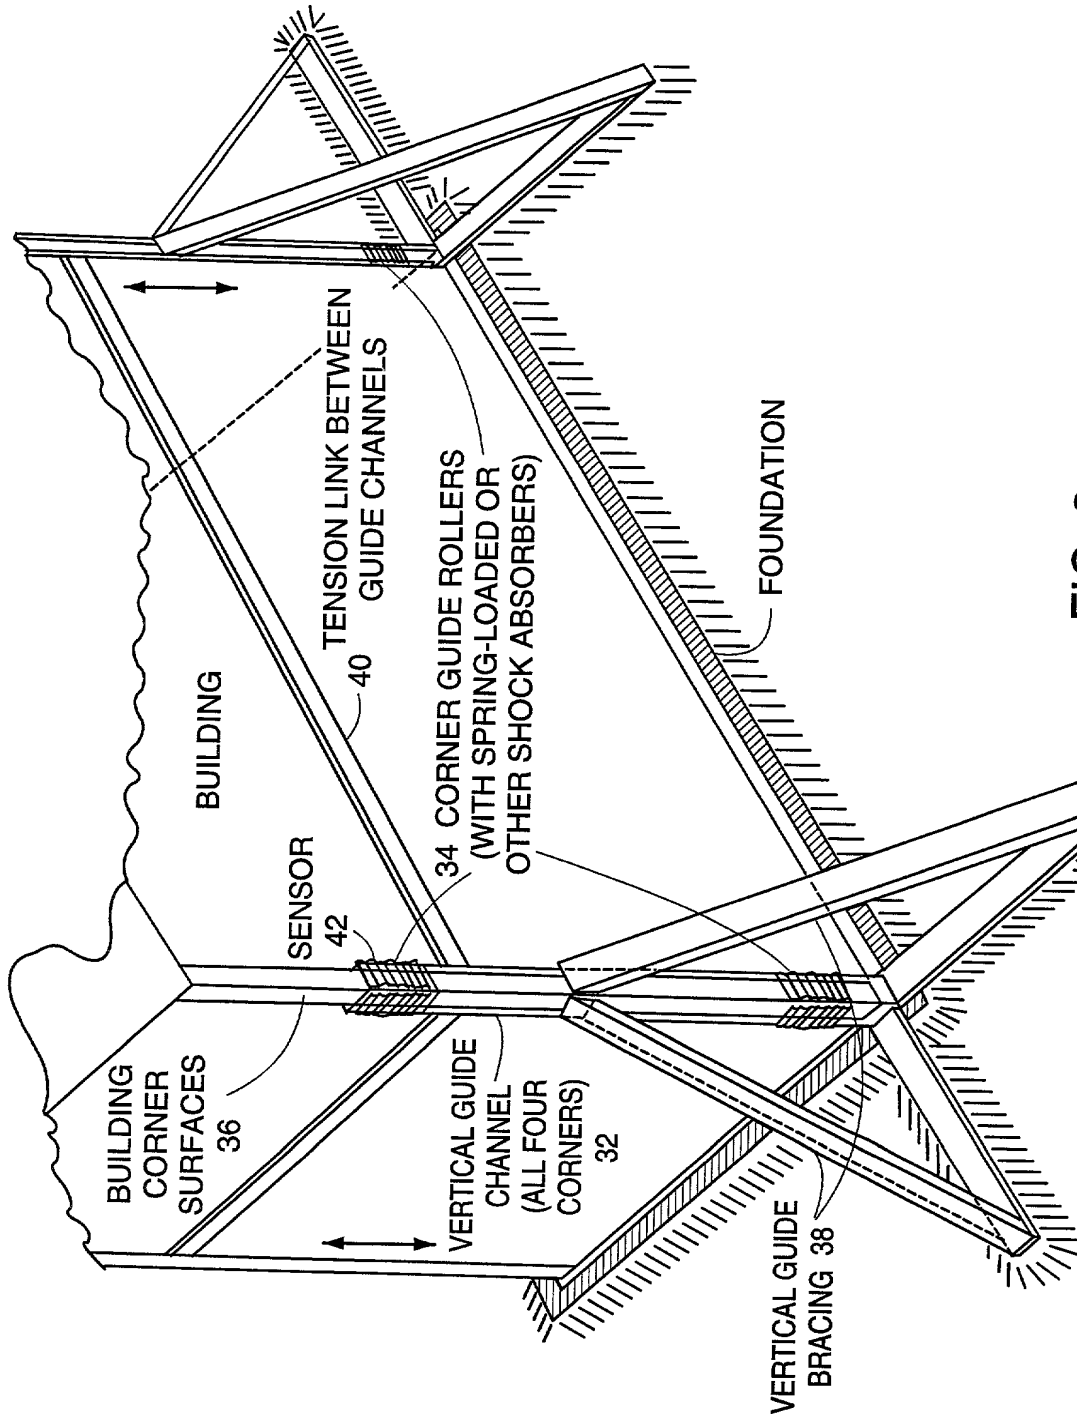 BUILDING
TENSION LINK BETWEEN
GUIDE CHANNELS
40
SENSOR
42
34 CORNER GUIDE ROLLERS
(WITH SPRING-LOADED OR
OTHER SHOCK ABSORBERS)
BUILDING
CORNER
SURFACES
36
VERTICAL GUIDE
CHANNEL
(ALL FOUR
CORNERS)
32
FOUNDATION
VERTICAL GUIDE
BRACING 38